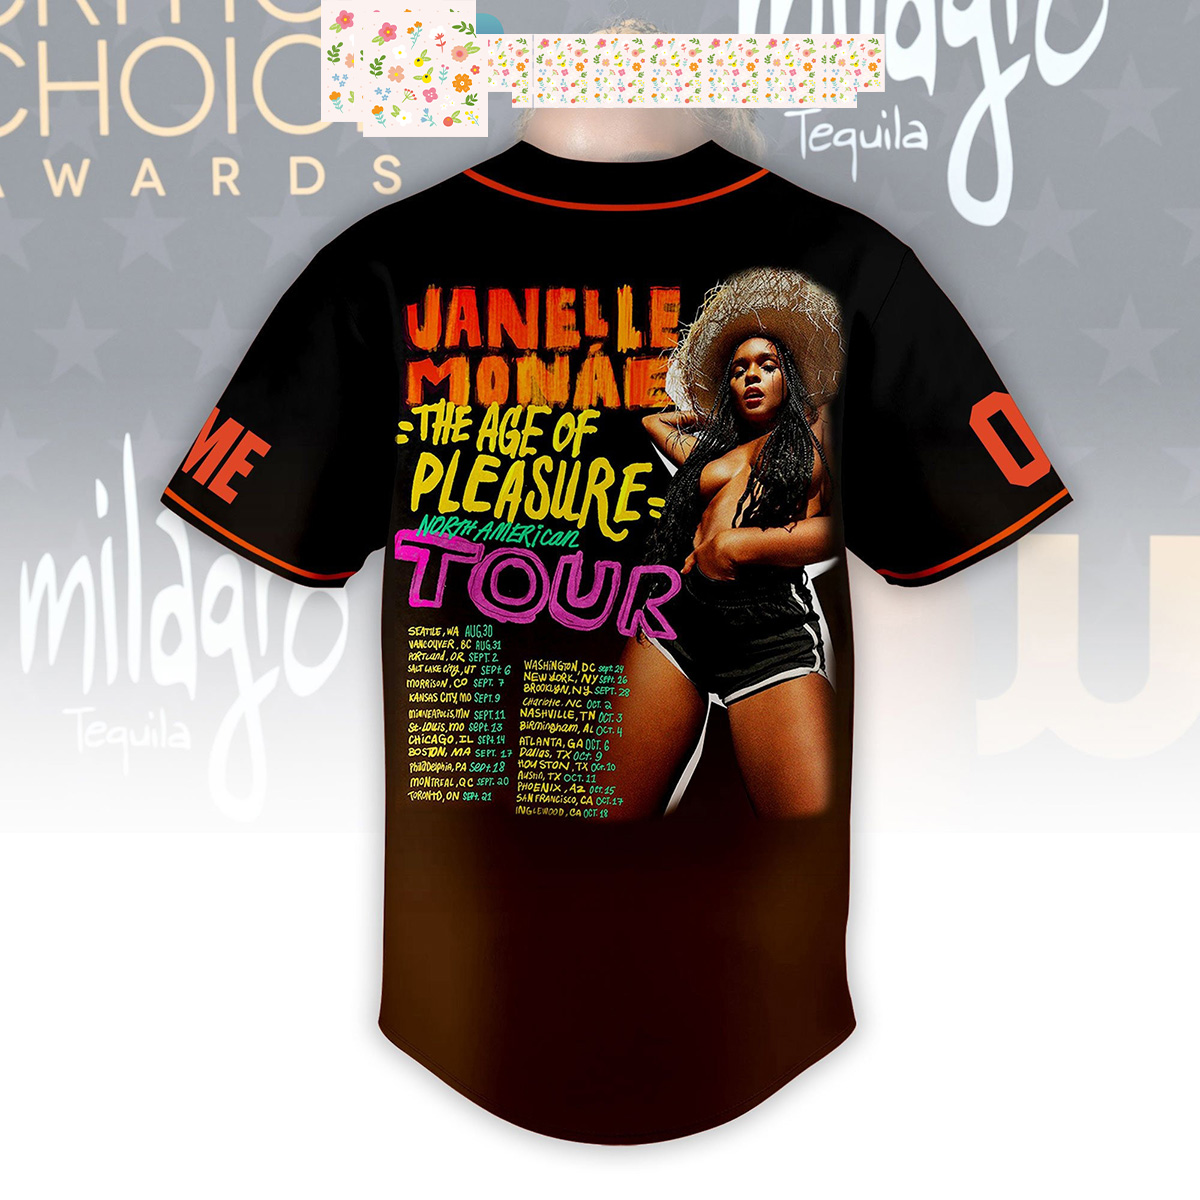 CHOIC
AWARDS
milagro
Tequila
JANELLE
MONÁE
=THE AGE OF
PLEASURE=
NORTH AMERICAN
TOUR
ME
O
SEATTLE, WA AUG.30
VANCOUVER, BC AUG.31
PORTLAND, OR SEPT. 2
SALT LAKE CITY, UT SEPT 6
MORRISON, CO SEPT. 7
KANSAS CITY, MO SEPT. 9
MINNEAPOLIS, MN SEPT. 11
St. LOUIS, MO SEPT. 13
CHICAGO, IL SEPT. 14
BOSTON, MA SEPT. 17
PhilaDelphia, PA Sept. 18
MONTREAL, QC SEPT. 20
TORONTO, ON SEPt. 21
WASHINGTON, DC Sept. 24
NEW YORK, NY SEPt. 26
BROOKLYN, NY SEPT. 28
Charlotte, NC OCT. 2
NASHVILLE, TN OCT. 3
Birmingham, AL OCT. 4
ATLANTA, GA OCT. 6
Dallas, TX OCT. 9
HOUSTON, TX Oct. 10
Austin, TX OCT. 11
PHOENIX, AZ OCT. 15
SAN FRANCISCO, CA OCT. 17
INGLEWOOD, CA OCT. 18
milagro
Tequila